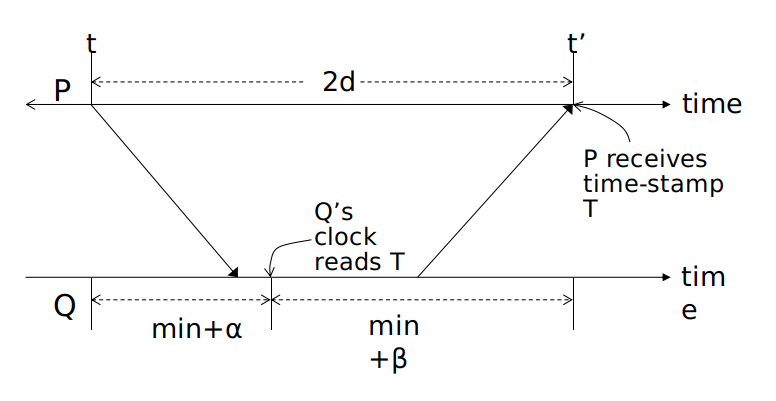 t
t’
2d
P
time
P receives
time-stamp
T
Q’s
clock
reads T
tim
e
Q
min+α
min
+β